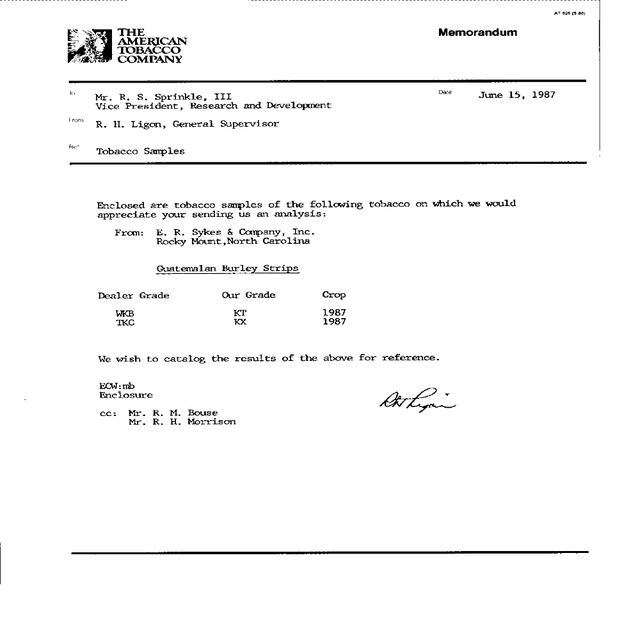 AT 825 (5-86)
THE
AMERICAN
TOBACCO
COMPANY
Memorandum
To Mr. R. S. Sprinkle, III
Vice President, Research and Development
Date June 15, 1987
From R. H. Ligon, General Supervisor
Ref Tobacco Samples
Enclosed are tobacco samples of the following tobacco on which we would
appreciate your sending us an analysis:
From: E. R. Sykes & Company, Inc.
Rocky Mount,North Carolina
Guatemalan Burley Strips
Dealer Grade Our Grade Crop
WKB KT 1987
TKC KX 1987
We wish to catalog the results of the above for reference.
ECW:mb
Enclosure
RH Ligon
cc: Mr. R. M. Bouse
Mr. R. H. Morrison